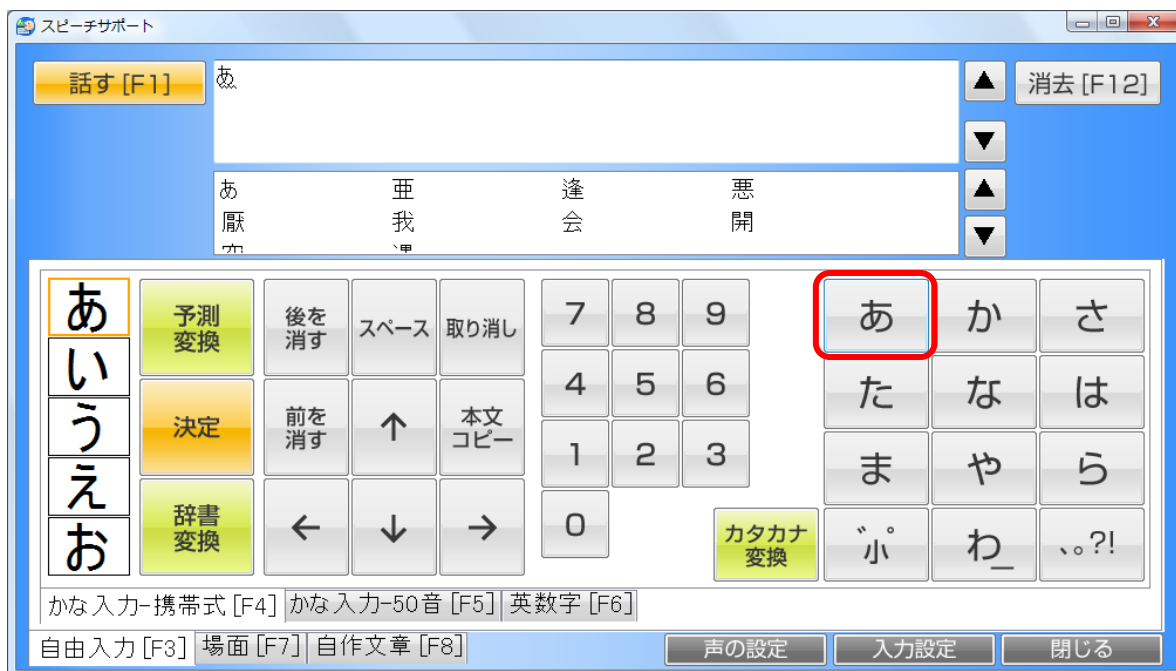 スピーチサポート
話す [F1]
あ
▲
消去 [F12]
▼
あ 亜 逢 悪
▲
厭 我 会 開
▼
あ
い
う
え
お
予測
変換
決定
辞書
変換
後を
消す
スペース
取り消し
前を
消す
↑
本文
コピー
← ↓ →
7 8 9
4 5 6
1 2 3
0
カタカナ
変換
あ か さ
た な は
ま や ら
゛゜小 わ_ 、。?!
かな入力-携帯式 [F4] かな入力-50音 [F5] 英数字 [F6]
自由入力 [F3] 場面 [F7] 自作文章 [F8] 声の設定 入力設定 閉じる